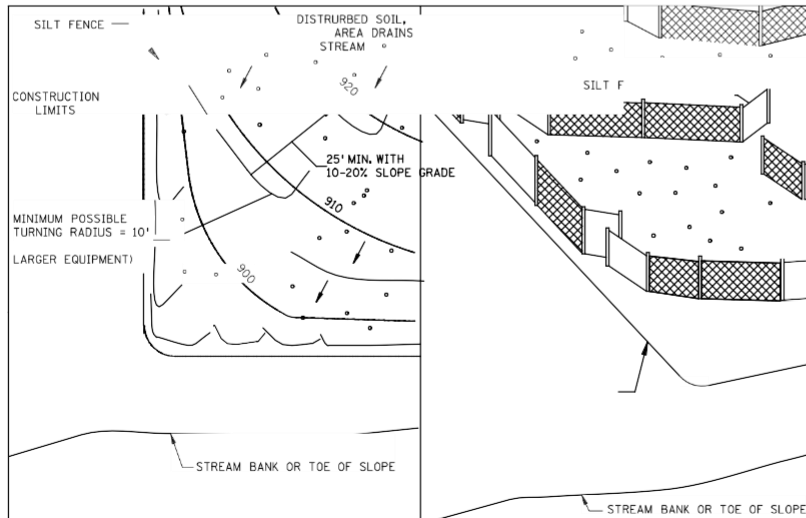 SILT FENCE
DISTRURBED SOIL,
AREA DRAINS
STREAM
CONSTRUCTION
LIMITS
920
SILT F
25' MIN. WITH
10-20% SLOPE GRADE
910
MINIMUM POSSIBLE
TURNING RADIUS = 10'
LARGER EQUIPMENT)
900
STREAM BANK OR TOE OF SLOPE
STREAM BANK OR TOE OF SLOPE